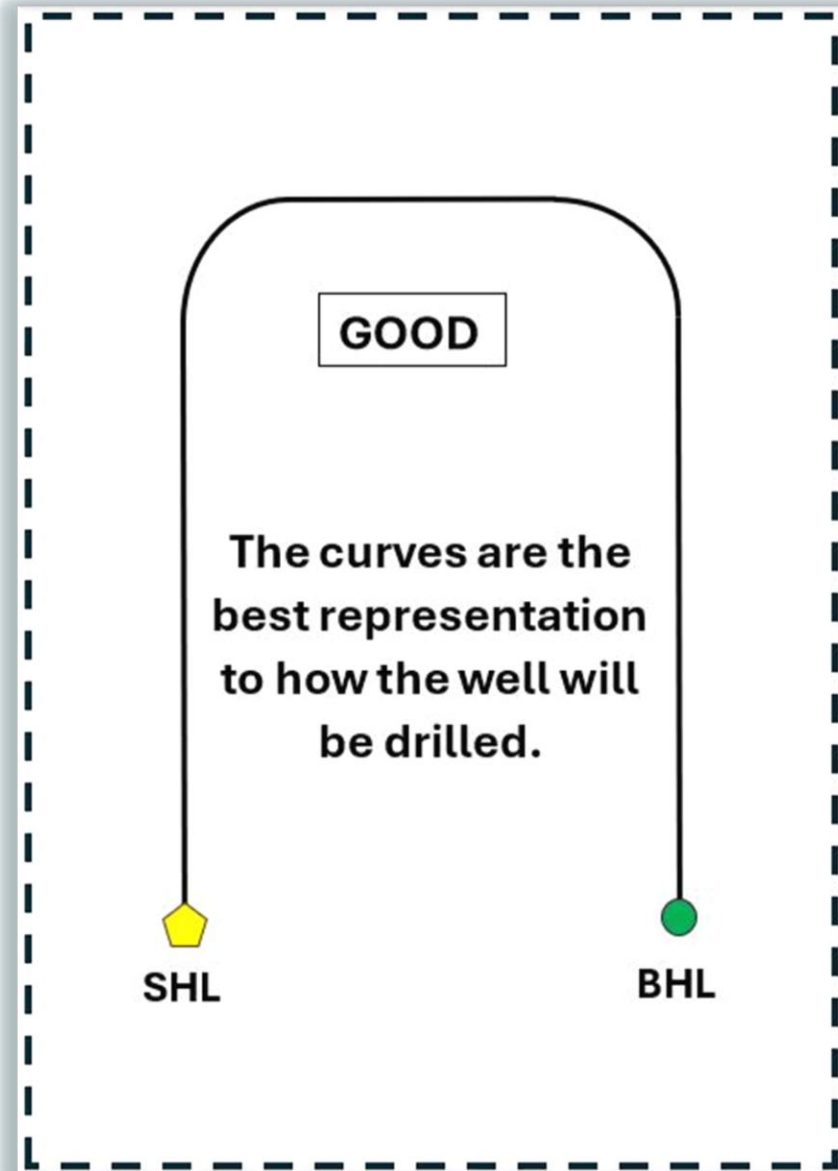 GOOD
The curves are the
best representation
to how the well will
be drilled.
SHL
BHL